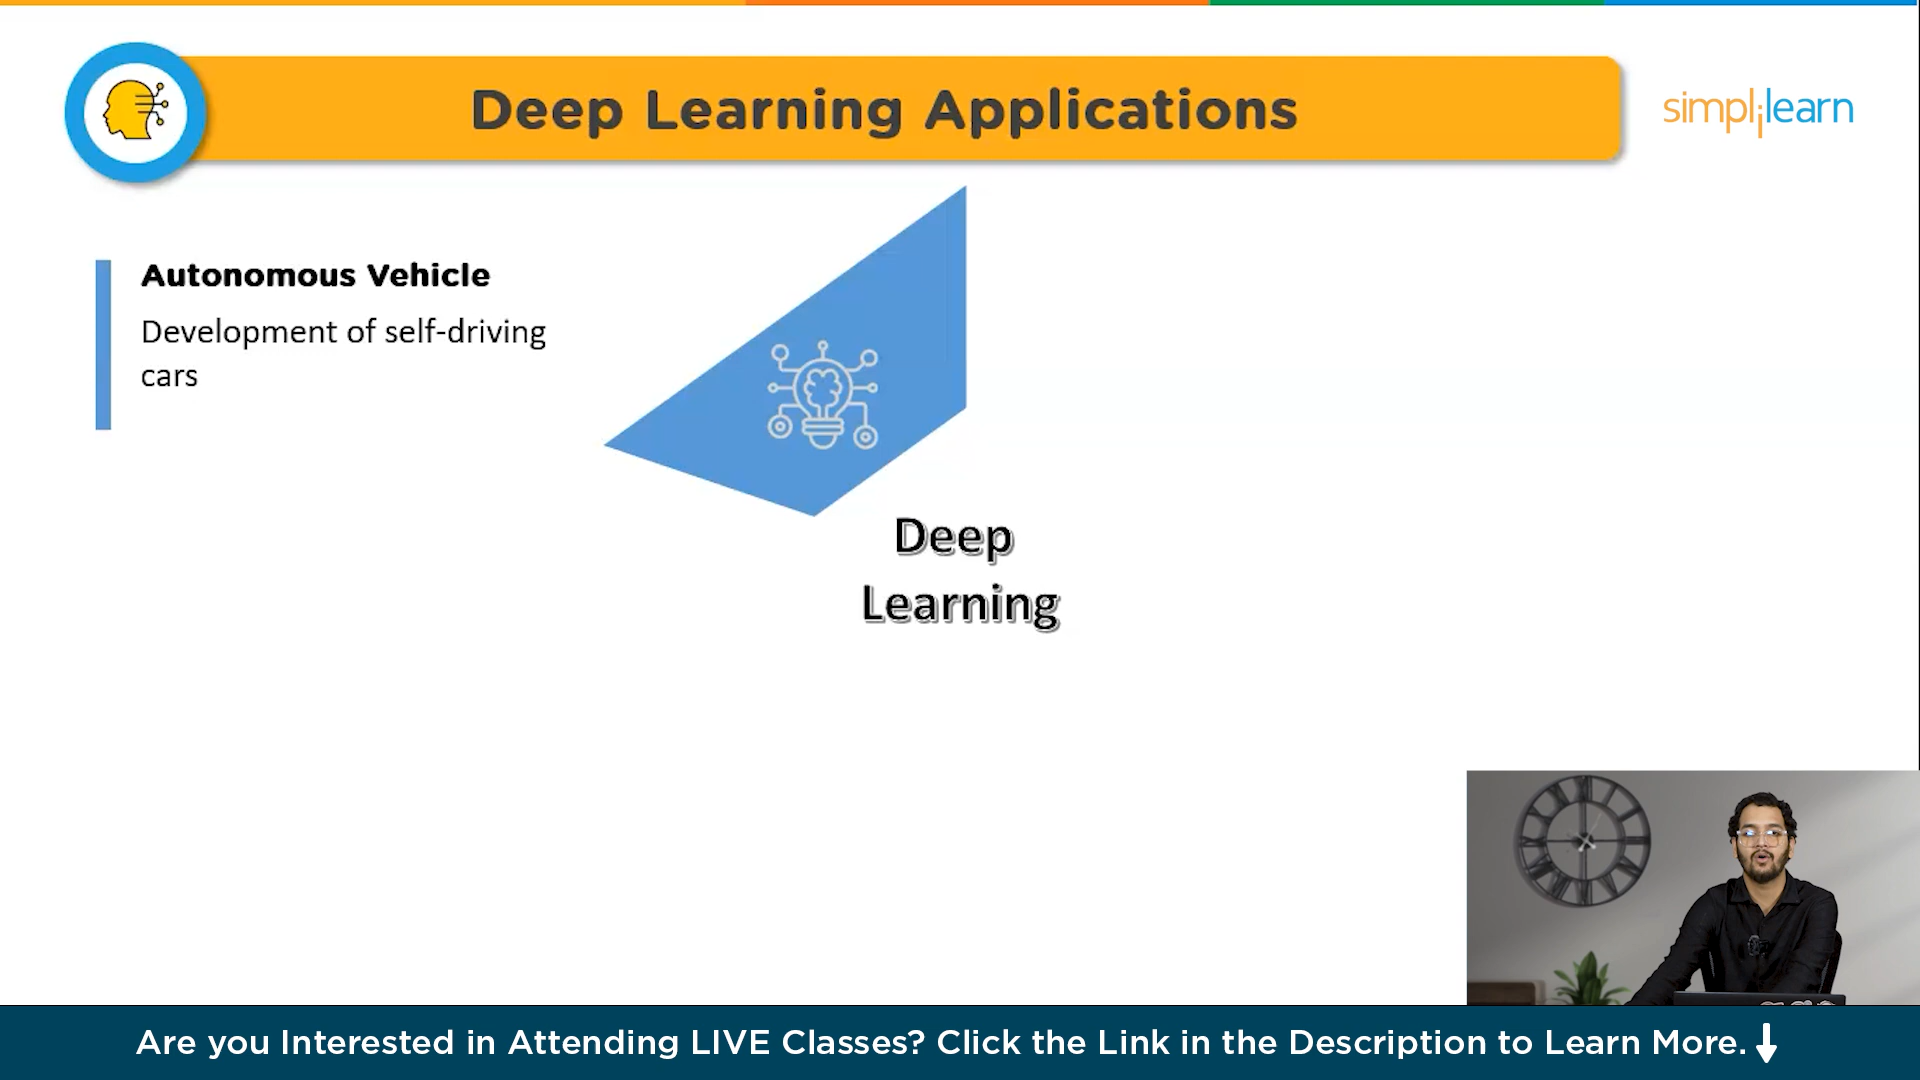 Deep Learning Applications
simplilearn
Autonomous Vehicle
Development of self-driving
cars
Deep
Learning
Are you Interested in Attending LIVE Classes? Click the Link in the Description to Learn More.